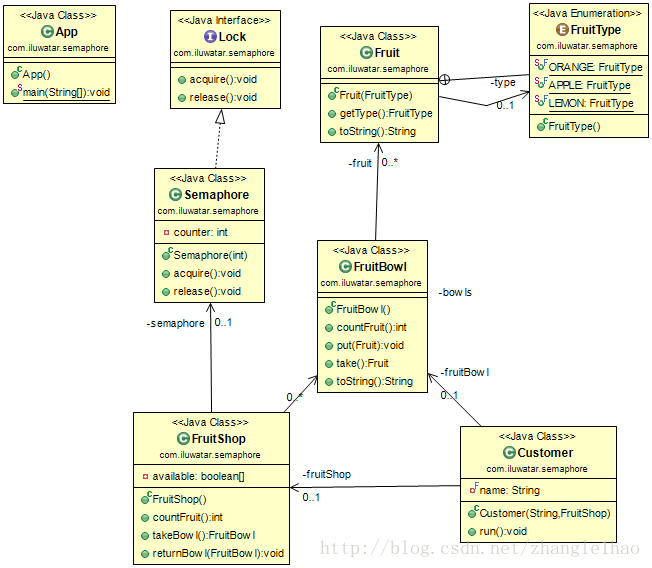 <<Java Class>>
App
com.iluwatar.semaphore
App()
main(String[]):void
<<Java Interface>>
Lock
com.iluwatar.semaphore
acquire():void
release():void
<<Java Class>>
Fruit
com.iluwatar.semaphore
Fruit(FruitType)
getType():FruitType
toString():String
-type
0..1
<<Java Enumeration>>
FruitType
com.iluwatar.semaphore
ORANGE: FruitType
APPLE: FruitType
LEMON: FruitType
FruitType()
<<Java Class>>
Semaphore
com.iluwatar.semaphore
counter: int
Semaphore(int)
acquire():void
release():void
-fruit
0..*
<<Java Class>>
FruitBowl
com.iluwatar.semaphore
FruitBowl()
countFruit():int
put(Fruit):void
take():Fruit
toString():String
-bowls
-semaphore
0..1
0..*
-fruitBowl
0..1
<<Java Class>>
FruitShop
com.iluwatar.semaphore
available: boolean[]
FruitShop()
countFruit():int
takeBowl():FruitBowl
returnBowl(FruitBowl):void
-fruitShop
0..1
<<Java Class>>
Customer
com.iluwatar.semaphore
name: String
Customer(String,FruitShop)
run():void
http://blog.csdn.net/zhanglelhao